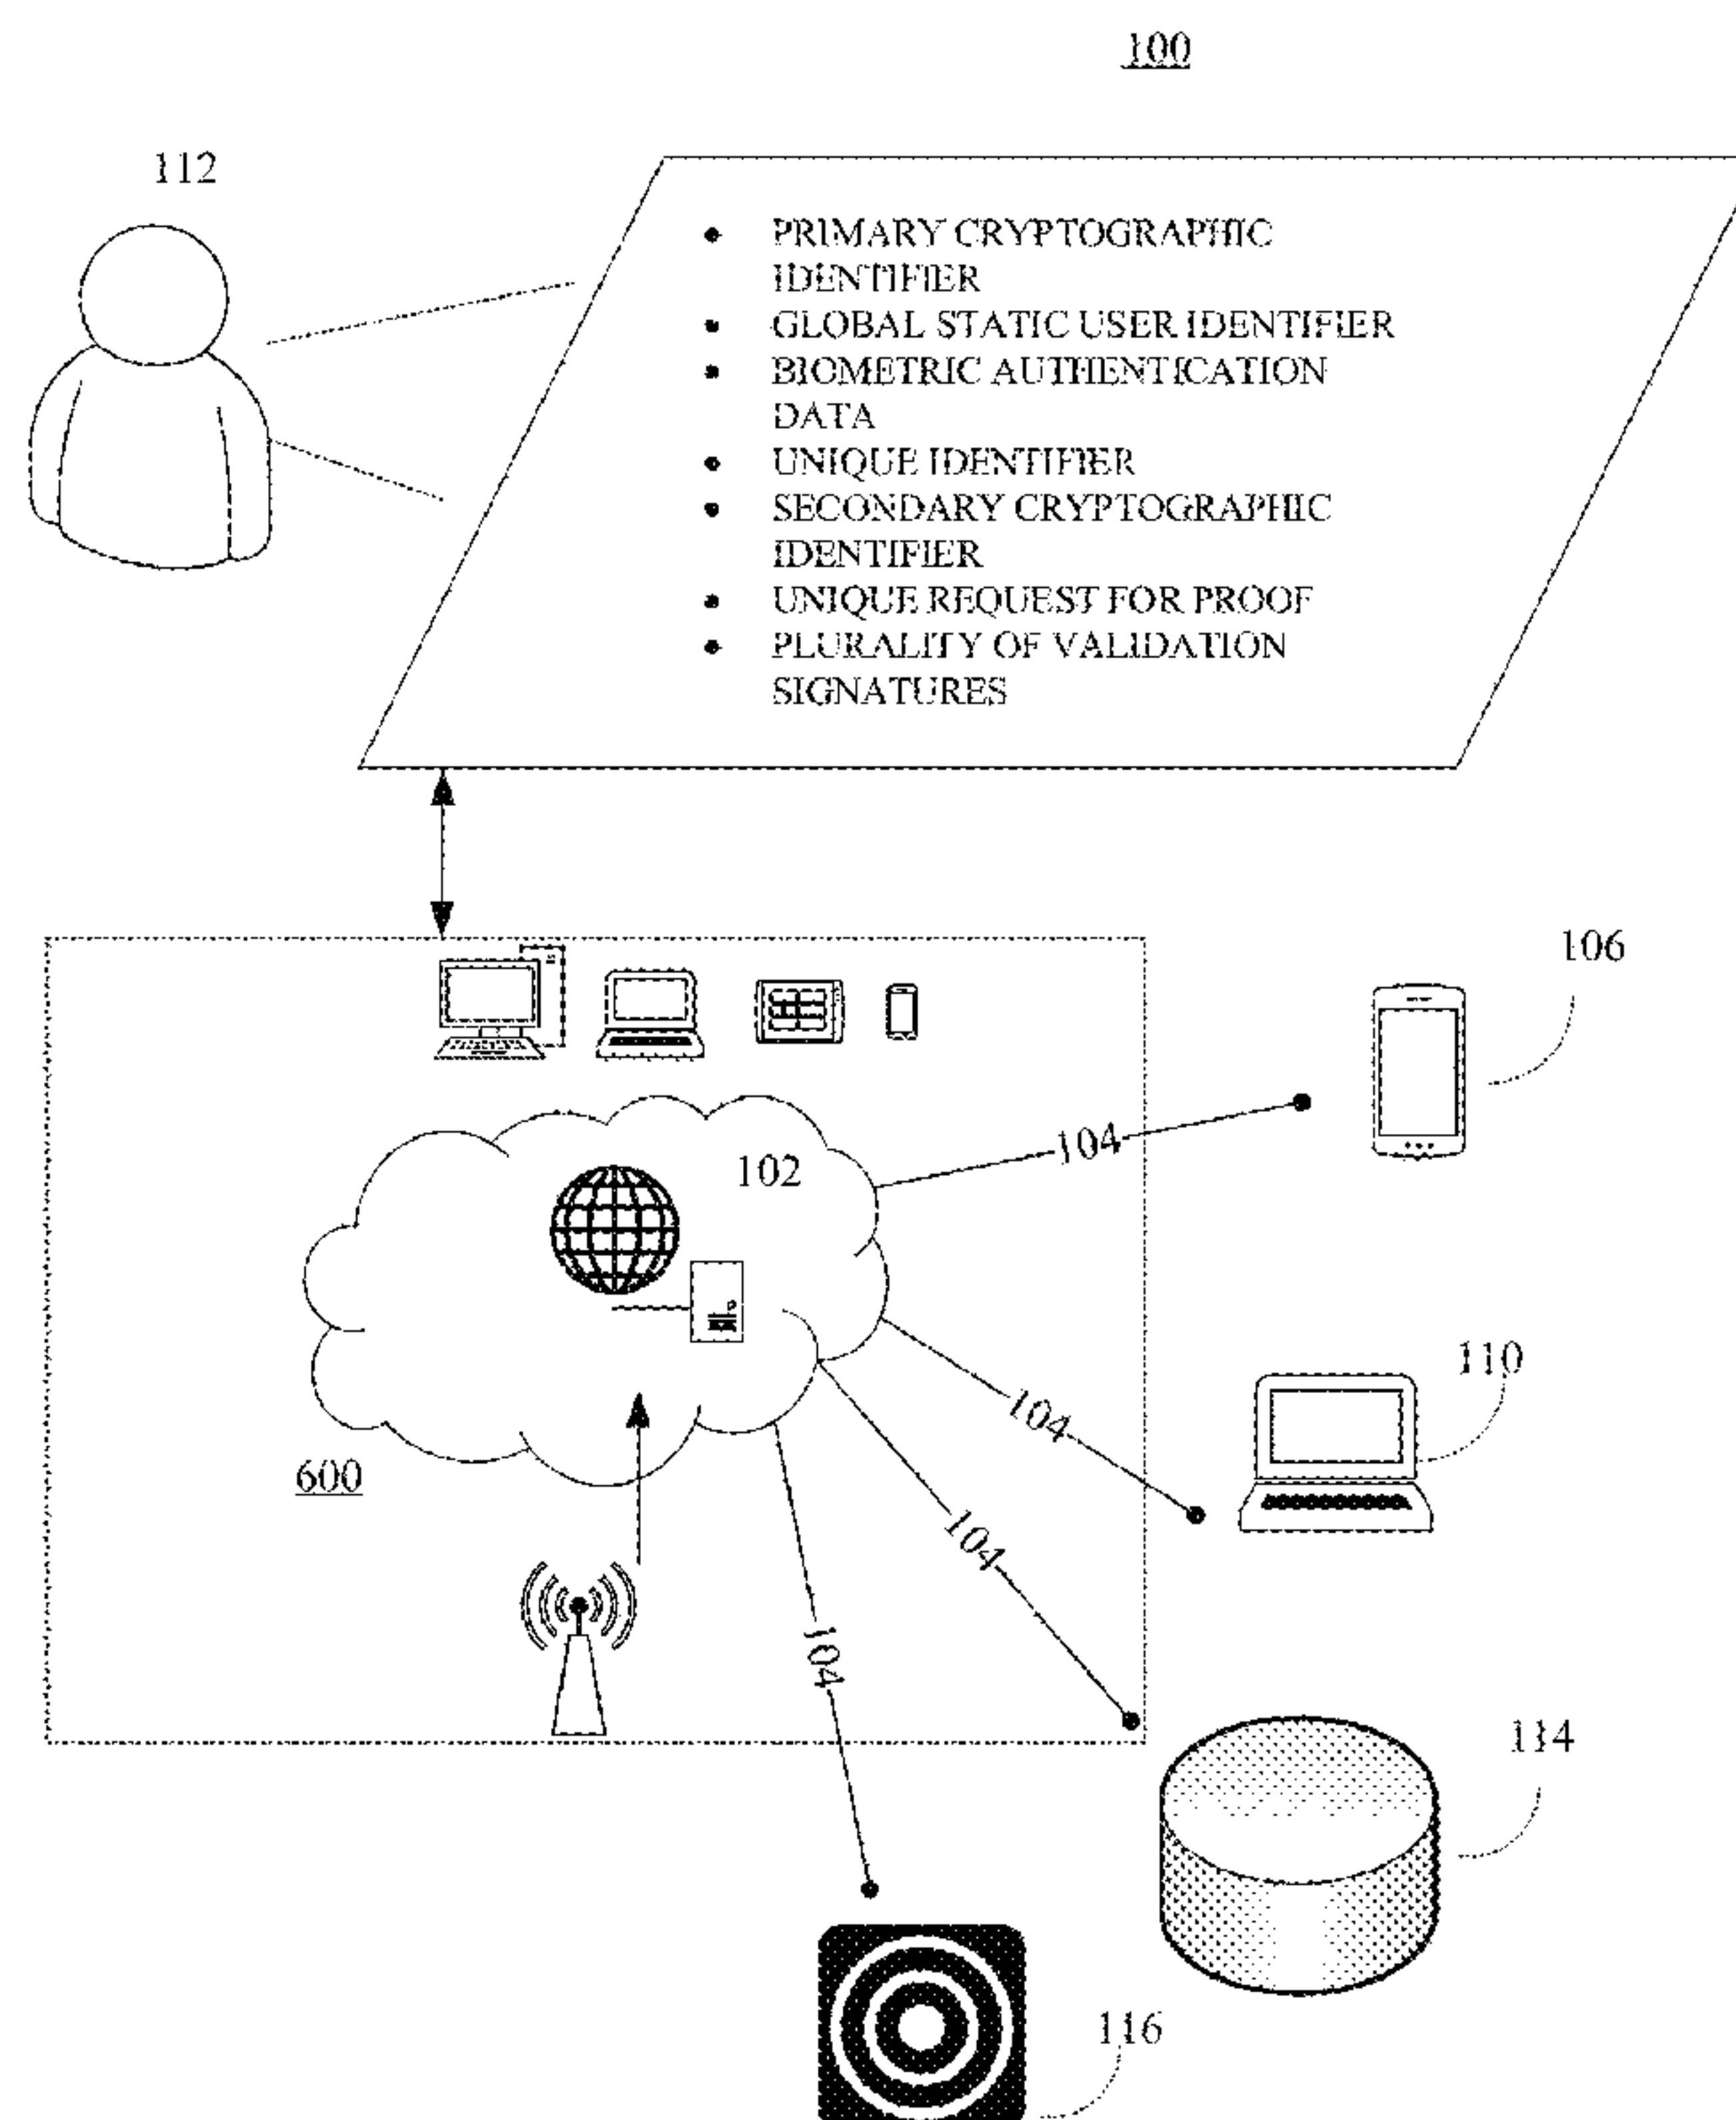 100
112
• PRIMARY CRYPTOGRAPHIC
IDENTIFIER
• GLOBAL STATIC USER IDENTIFIER
• BIOMETRIC AUTHENTICATION
DATA
• UNIQUE IDENTIFIER
• SECONDARY CRYPTOGRAPHIC
IDENTIFIER
• UNIQUE REQUEST FOR PROOF
• PLURALITY OF VALIDATION
SIGNATURES
106
104
102
110
104
600
104
104
114
116